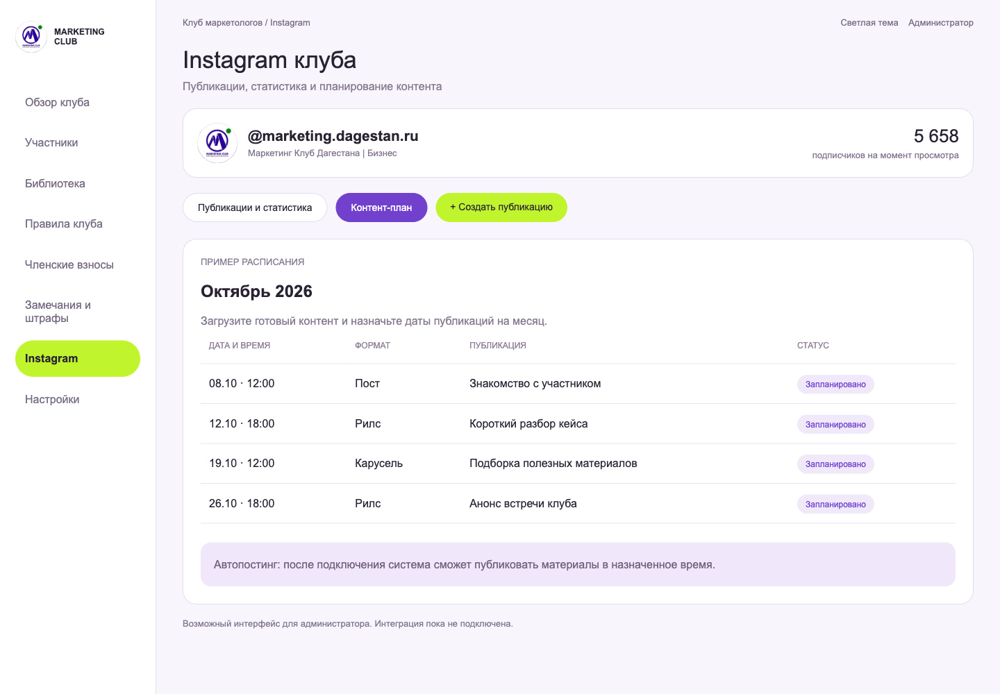 MARKETING
CLUB
Обзор клуба
Участники
Библиотека
Правила клуба
Членские взносы
Замечания и
штрафы
Instagram
Настройки
Клуб маркетологов / Instagram
Светлая тема Администратор
Instagram клуба
Публикации, статистика и планирование контента
@marketing.dagestan.ru
Маркетинг Клуб Дагестана | Бизнес
5 658
подписчиков на момент просмотра
Публикации и статистика
Контент-план
+ Создать публикацию
ПРИМЕР РАСПИСАНИЯ
Октябрь 2026
Загрузите готовый контент и назначьте даты публикаций на месяц.
ДАТА И ВРЕМЯ ФОРМАТ ПУБЛИКАЦИЯ СТАТУС
08.10 · 12:00 Пост Знакомство с участником Запланировано
12.10 · 18:00 Рилс Короткий разбор кейса Запланировано
19.10 · 12:00 Карусель Подборка полезных материалов Запланировано
26.10 · 18:00 Рилс Анонс встречи клуба Запланировано
Автопостинг: после подключения система сможет публиковать материалы в назначенное время.
Возможный интерфейс для администратора. Интеграция пока не подключена.